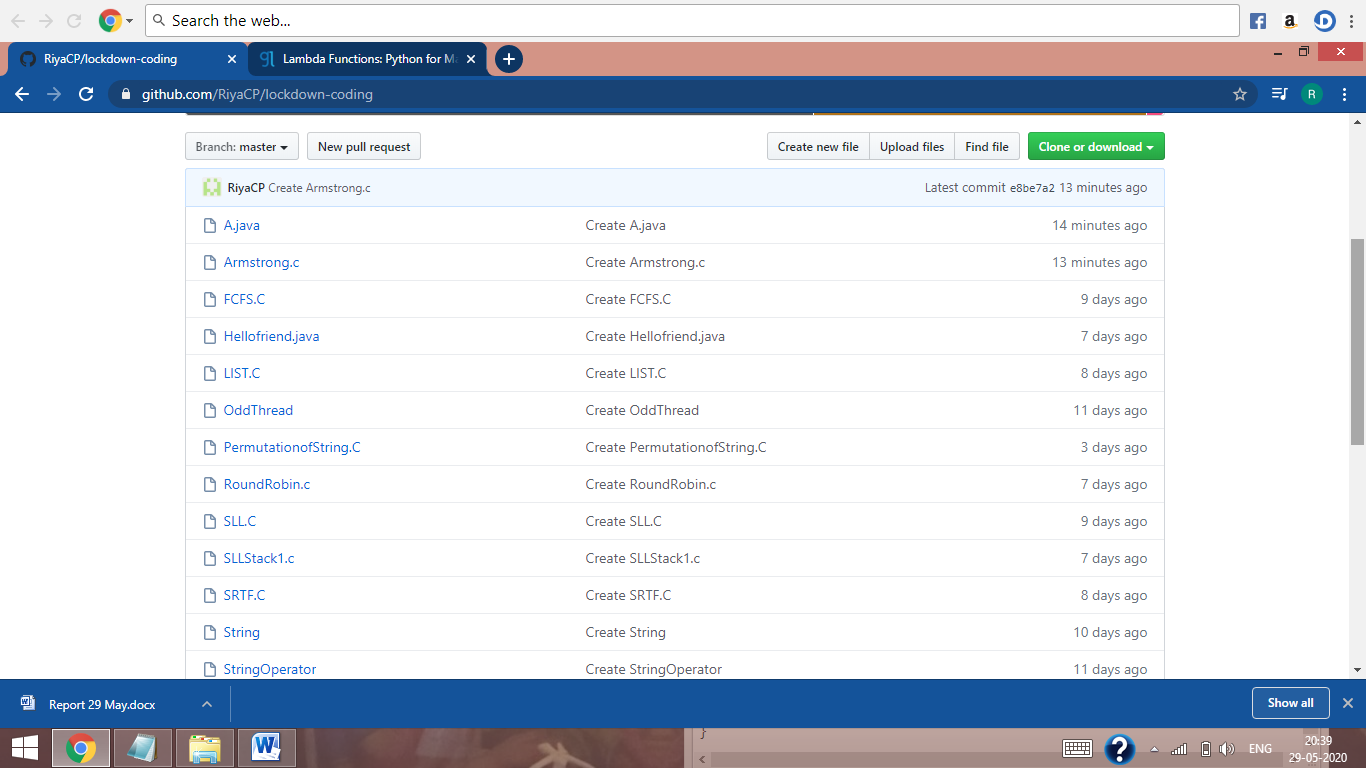 Search the web...
RiyaCP/lockdown-coding Lambda Functions: Python for Ma
github.com/RiyaCP/lockdown-coding R
Branch: master New pull request Create new file Upload files Find file Clone or download
RiyaCP Create Armstrong.c Latest commit e8be7a2 13 minutes ago
A.java Create A.java 14 minutes ago
Armstrong.c Create Armstrong.c 13 minutes ago
FCFS.C Create FCFS.C 9 days ago
Hellofriend.java Create Hellofriend.java 7 days ago
LIST.C Create LIST.C 8 days ago
OddThread Create OddThread 11 days ago
PermutationofString.C Create PermutationofString.C 3 days ago
RoundRobin.c Create RoundRobin.c 7 days ago
SLL.C Create SLL.C 9 days ago
SLLStack1.c Create SLLStack1.c 7 days ago
SRTF.C Create SRTF.C 8 days ago
String Create String 10 days ago
StringOperator Create StringOperator 11 days ago
Report 29 May.docx Show all
}
ENG 20:39
29-05-2020